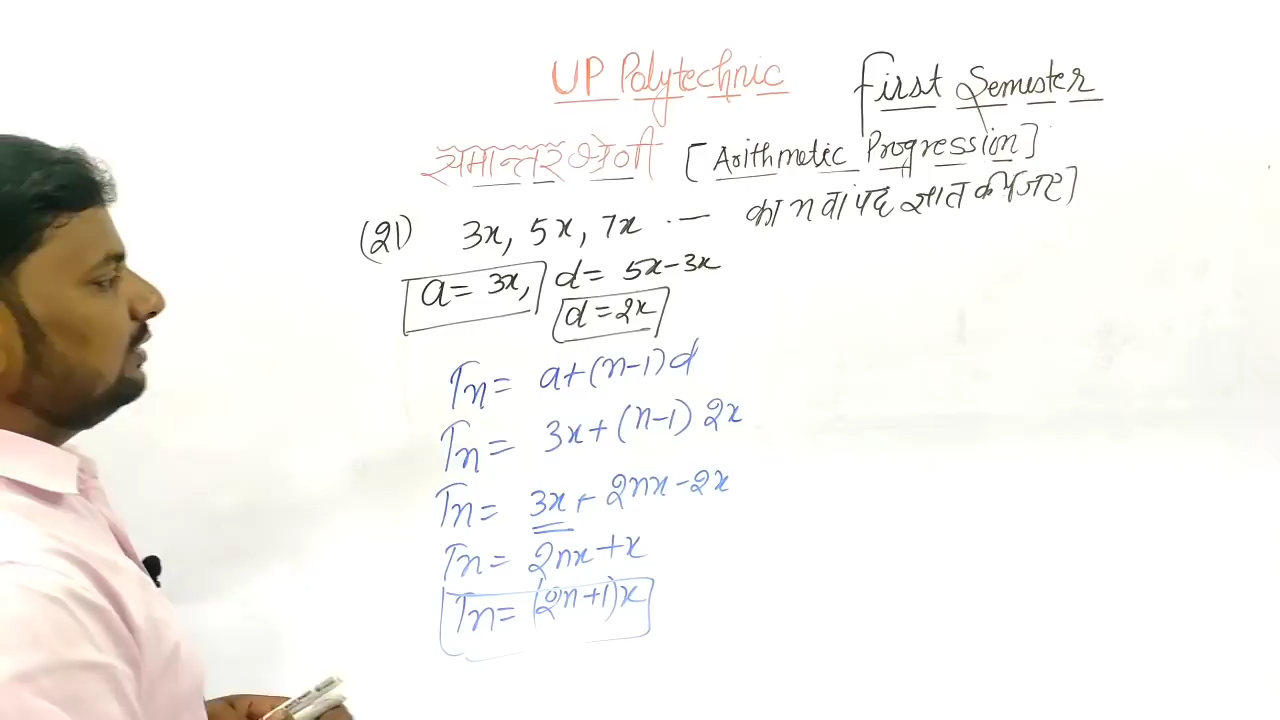 UP Polytechnic First Semester
समान्तर श्रेणी [Arithmetic Progression]
(21) 3x, 5x, 7x .— का n वां पद ज्ञात कीजिए]
a= 3x, d= 5x-3x
d=2x
Tn= a+(n-1)d
Tn= 3x+(n-1) 2x
Tn= 3x+2nx-2x
Tn= 2nx+x
Tn= (2n+1)x